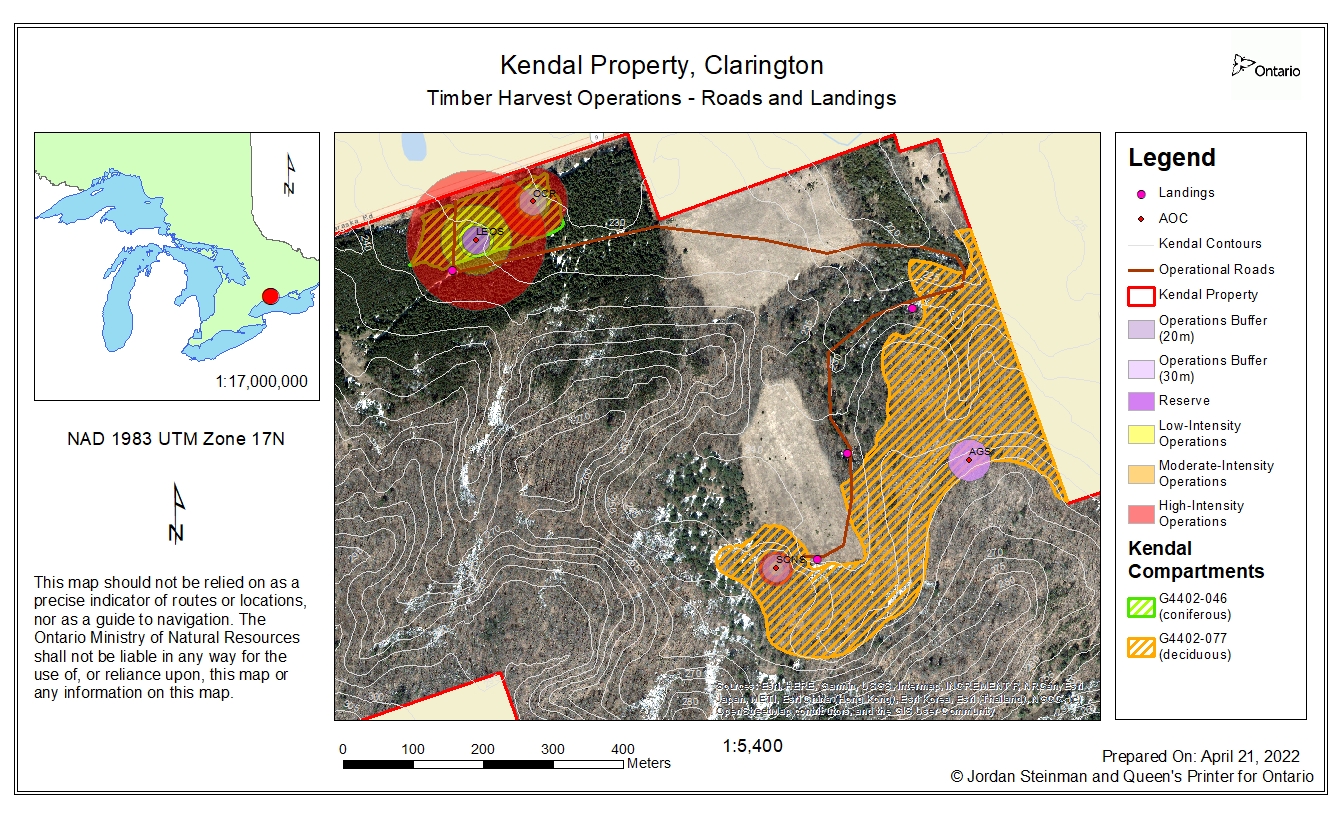 Kendal Property, Clarington
Timber Harvest Operations - Roads and Landings
Ontario
N
1:17,000,000
NAD 1983 UTM Zone 17N
N
This map should not be relied on as a
precise indicator of routes or locations,
nor as a guide to navigation. The
Ontario Ministry of Natural Resources
shall not be liable in any way for the
use of, or reliance upon, this map or
any information on this map.
9
OCR
LEOS
230
AGS
SONS
270
300
280
Sources: Esri, HERE, Garmin, USGS, Intermap, INCREMENT P, NRCan, Esri
Japan, METI, Esri China (Hong Kong), Esri Korea, Esri (Thailand), NGCC, (c)
OpenStreetMap contributors, and the GIS User Community
Legend
Landings
AOC
Kendal Contours
Operational Roads
Kendal Property
Operations Buffer
(20m)
Operations Buffer
(30m)
Reserve
Low-Intensity
Operations
Moderate-Intensity
Operations
High-Intensity
Operations
Kendal
Compartments
G4402-046
(coniferous)
G4402-077
(deciduous)
0 100 200 300 400
Meters
1:5,400
Prepared On: April 21, 2022
© Jordan Steinman and Queen's Printer for Ontario